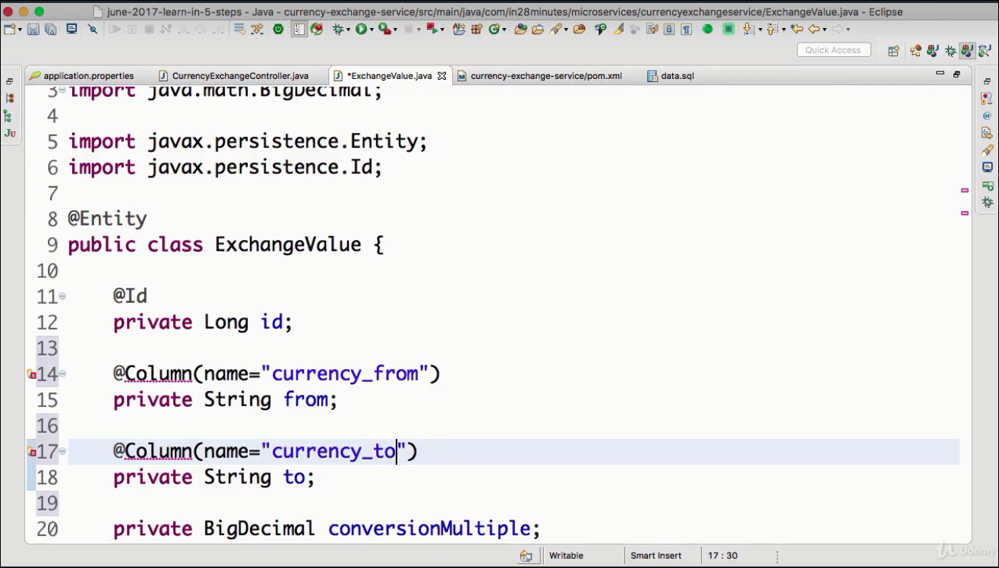 june-2017-learn-in-5-steps - Java - currency-exchange-service/src/main/java/com/in28minutes/microservices/currencyexchangeservice/ExchangeValue.java - Eclipse
Quick Access
application.properties CurrencyExchangeController.java *ExchangeValue.java currency-exchange-service/pom.xml data.sql
3 import java.math.BigDecimal;
4
5 import javax.persistence.Entity;
6 import javax.persistence.Id;
7
8 @Entity
9 public class ExchangeValue {
10
11 @Id
12 private Long id;
13
14 @Column(name="currency_from")
15 private String from;
16
17 @Column(name="currency_to")
18 private String to;
19
20 private BigDecimal conversionMultiple;
Writable Smart Insert 17 : 30
Udemy